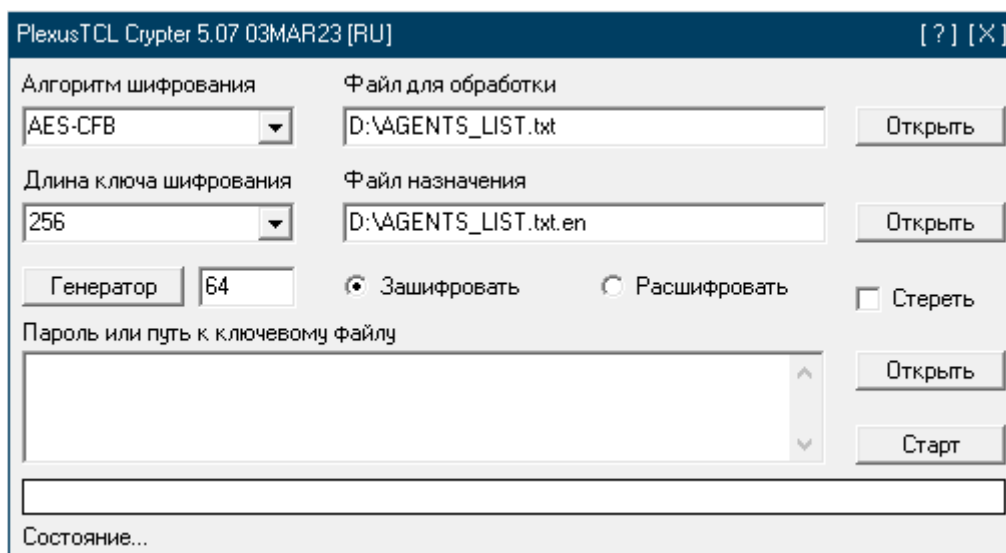 PlexusTCL Crypter 5.07 03MAR23 [RU] [ ? ] [X]
Алгоритм шифрования Файл для обработки
AES-CFB D:\AGENTS_LIST.txt Открыть
Длина ключа шифрования Файл назначения
256 D:\AGENTS_LIST.txt.en Открыть
Генератор 64 Зашифровать Расшифровать Стереть
Пароль или путь к ключевому файлу
Открыть
Старт
Состояние...